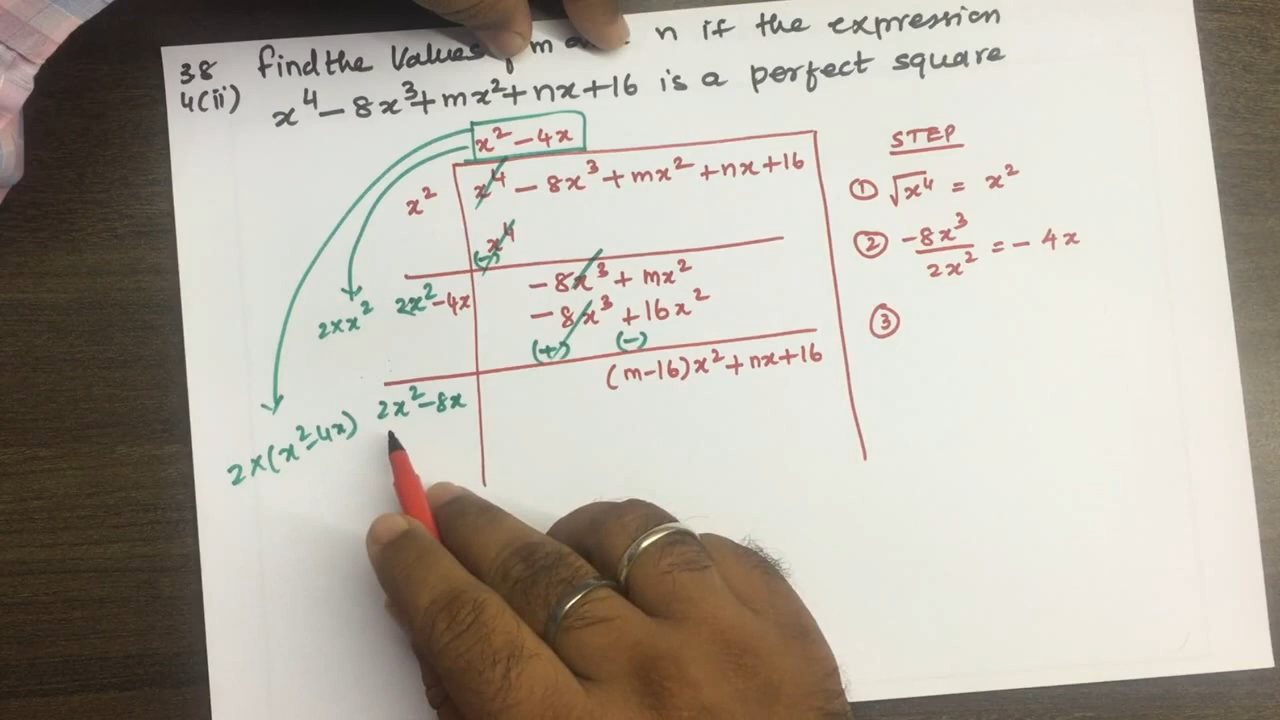 38 find the values m n if the expression
4(ii) x⁴ - 8x³ + mx² + nx + 16 is a perfect square
x² - 4x
x² x⁴ - 8x³ + mx² + nx + 16
x⁴
(-)
2x² - 4x - 8x³ + mx²
- 8x³ + 16x²
(+) (-)
2×x²
(m-16)x² + nx + 16
2x² - 8x
2×(x² - 4x)
STEP
① √x⁴ = x²
② -8x³/2x² = - 4x
③